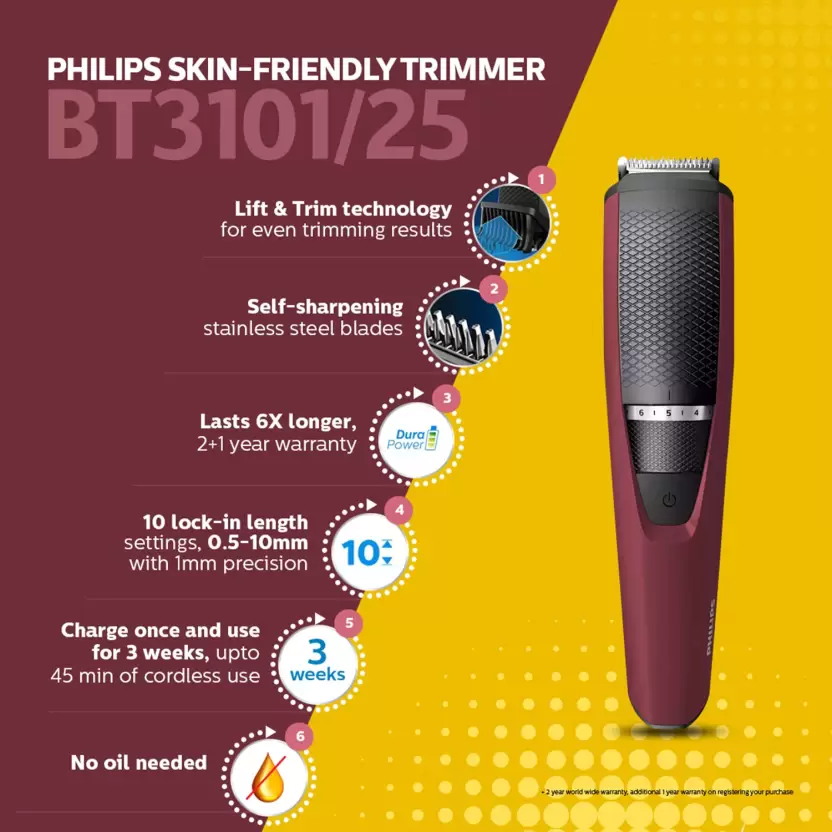 PHILIPS SKIN-FRIENDLY TRIMMER
BT3101/25
1
Lift & Trim technology
for even trimming results
2
Self-sharpening
stainless steel blades
3
Lasts 6X longer,
2+1 year warranty
Dura
Power
4
10 lock-in length
settings, 0.5-10mm
with 1mm precision
10
5
Charge once and use
for 3 weeks, upto
45 min of cordless use
3
weeks
6
No oil needed
6 5 4
PHILIPS
+ 2 year world wide warranty, additional 1 year warranty on registering your purchase